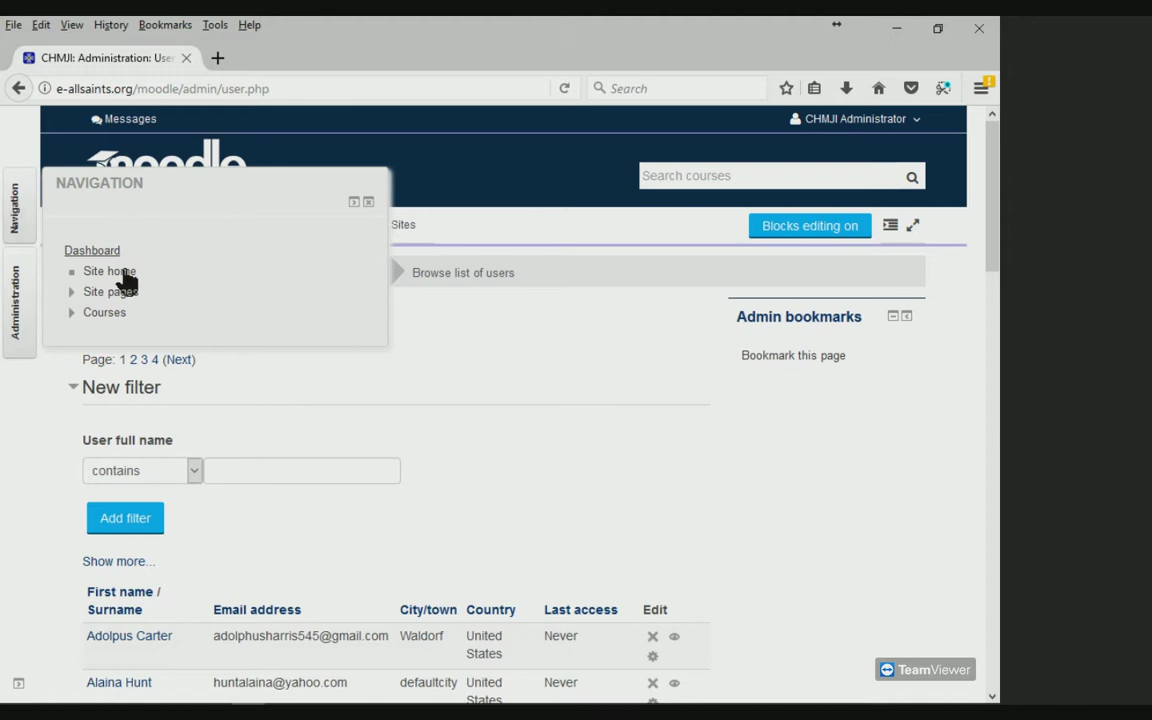 File Edit View History Bookmarks Tools Help
CHMJI: Administration: User
e-allsaints.org/moodle/admin/user.php
Search
Messages
CHMJI Administrator
moodle
Search courses
Navigation
NAVIGATION
Sites
Blocks editing on
Dashboard
Site home
Site pages
Courses
Browse list of users
Administration
Admin bookmarks
Bookmark this page
Page: 1 2 3 4 (Next)
New filter
User full name
contains
Add filter
Show more...
First name / Surname Email address City/town Country Last access Edit
Adolpus Carter adolphusharris545@gmail.com Waldorf United States Never
Alaina Hunt huntalaina@yahoo.com defaultcity United States Never
TeamViewer